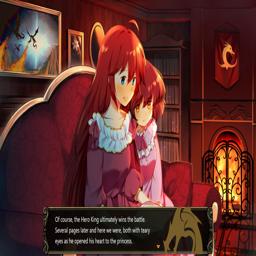 Of course, the Hero King ultimately wins the battle.
Several pages later and here we were, both with teary
eyes as he opened his heart to the princess.